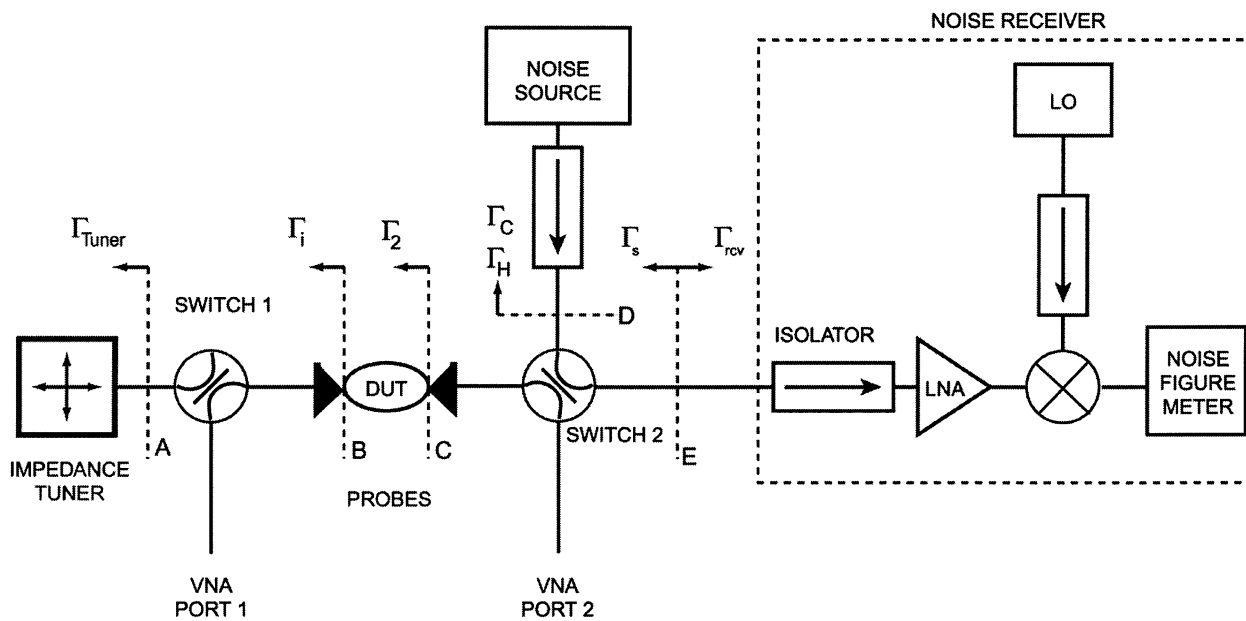 NOISE RECEIVER
NOISE
SOURCE
LO
Γ_Tuner
Γ_i
Γ_2
Γ_C
Γ_H
Γ_s
Γ_rcv
SWITCH 1
D
ISOLATOR
DUT
LNA
NOISE
FIGURE
METER
SWITCH 2
A
B
C
E
IMPEDANCE
TUNER
PROBES
VNA
PORT 1
VNA
PORT 2